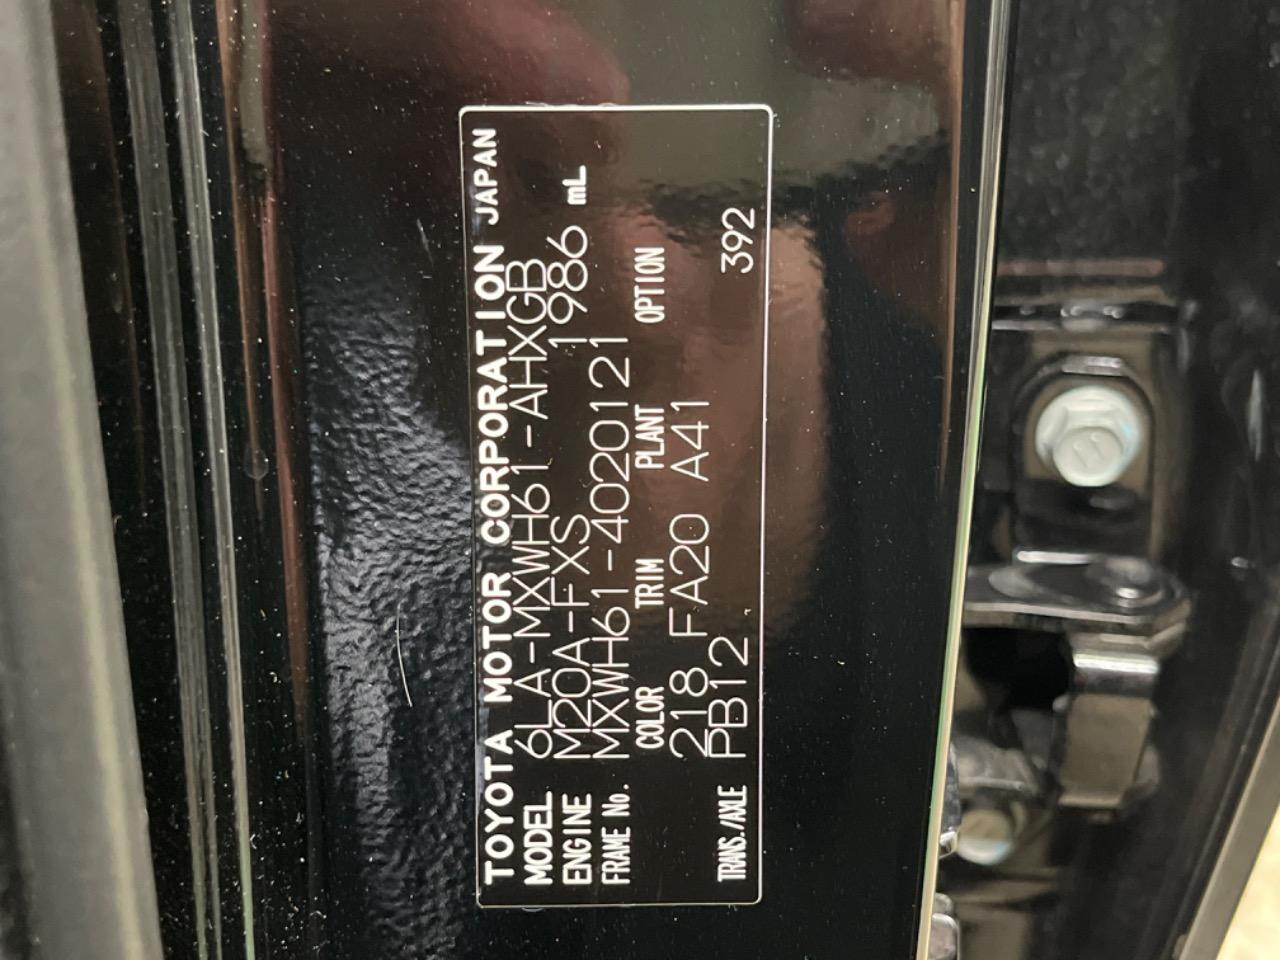 TOYOTA MOTOR CORPORATION JAPAN
MODEL 6LA-MXWH61-AHXGB
ENGINE M20A-FXS 1986 mL
FRAME No. MXWH61-4020121
COLOR TRIM PLANT OPTION
218 FA20 A41
TRANS./AXLE PB12 392